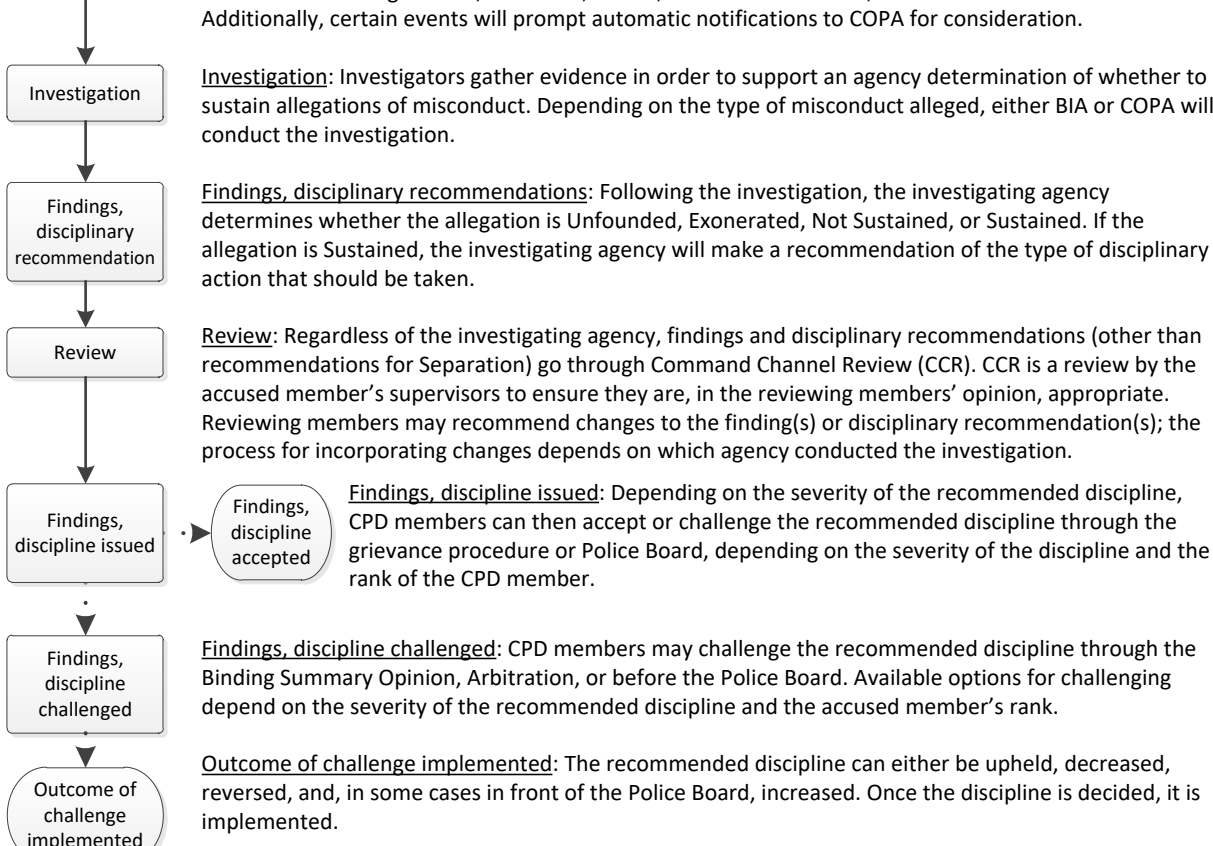 Additionally, certain events will prompt automatic notifications to COPA for consideration.
Investigation
Investigation: Investigators gather evidence in order to support an agency determination of whether to
sustain allegations of misconduct. Depending on the type of misconduct alleged, either BIA or COPA will
conduct the investigation.
Findings,
disciplinary
recommendation
Findings, disciplinary recommendations: Following the investigation, the investigating agency
determines whether the allegation is Unfounded, Exonerated, Not Sustained, or Sustained. If the
allegation is Sustained, the investigating agency will make a recommendation of the type of disciplinary
action that should be taken.
Review
Review: Regardless of the investigating agency, findings and disciplinary recommendations (other than
recommendations for Separation) go through Command Channel Review (CCR). CCR is a review by the
accused member’s supervisors to ensure they are, in the reviewing members’ opinion, appropriate.
Reviewing members may recommend changes to the finding(s) or disciplinary recommendation(s); the
process for incorporating changes depends on which agency conducted the investigation.
Findings,
discipline issued
Findings,
discipline
accepted
Findings, discipline issued: Depending on the severity of the recommended discipline,
CPD members can then accept or challenge the recommended discipline through the
grievance procedure or Police Board, depending on the severity of the discipline and the
rank of the CPD member.
Findings,
discipline
challenged
Findings, discipline challenged: CPD members may challenge the recommended discipline through the
Binding Summary Opinion, Arbitration, or before the Police Board. Available options for challenging
depend on the severity of the recommended discipline and the accused member’s rank.
Outcome of
challenge
implemented
Outcome of challenge implemented: The recommended discipline can either be upheld, decreased,
reversed, and, in some cases in front of the Police Board, increased. Once the discipline is decided, it is
implemented.